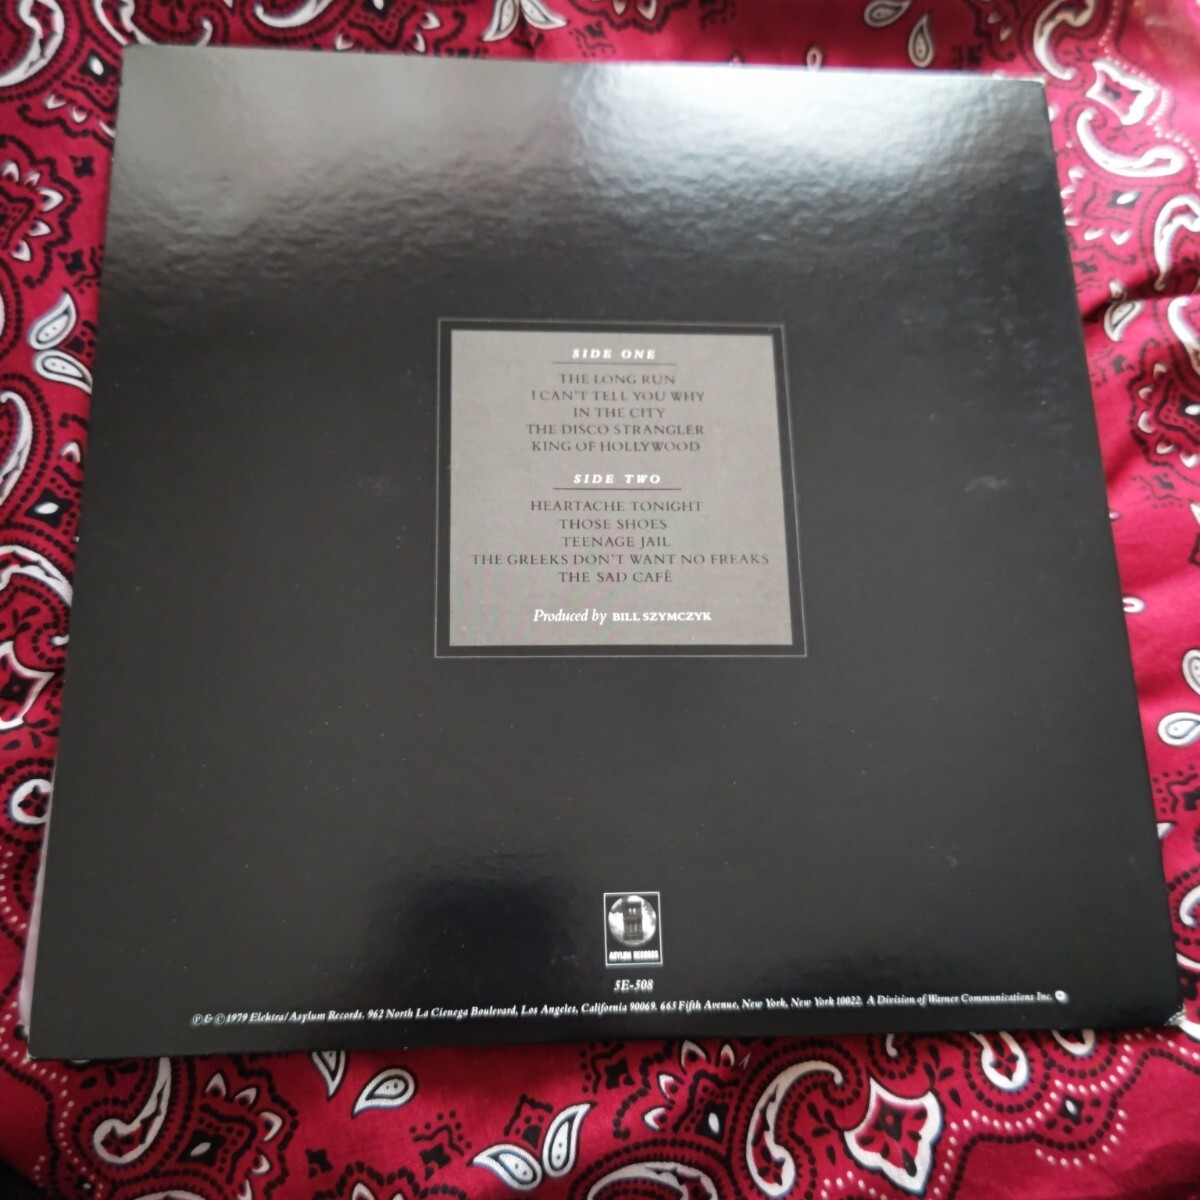 SIDE ONE
THE LONG RUN
I CAN'T TELL YOU WHY
IN THE CITY
THE DISCO STRANGLER
KING OF HOLLYWOOD
SIDE TWO
HEARTACHE TONIGHT
THOSE SHOES
TEENAGE JAIL
THE GREEKS DON'T WANT NO FREAKS
THE SAD CAFÉ
Produced by BILL SZYMCZYK
ASYLUM RECORDS
5E-508
℗ & © 1979 Elektra/Asylum Records. 962 North La Cienega Boulevard, Los Angeles, California 90069. 665 Fifth Avenue, New York, New York 10022. A Division of Warner Communications Inc.